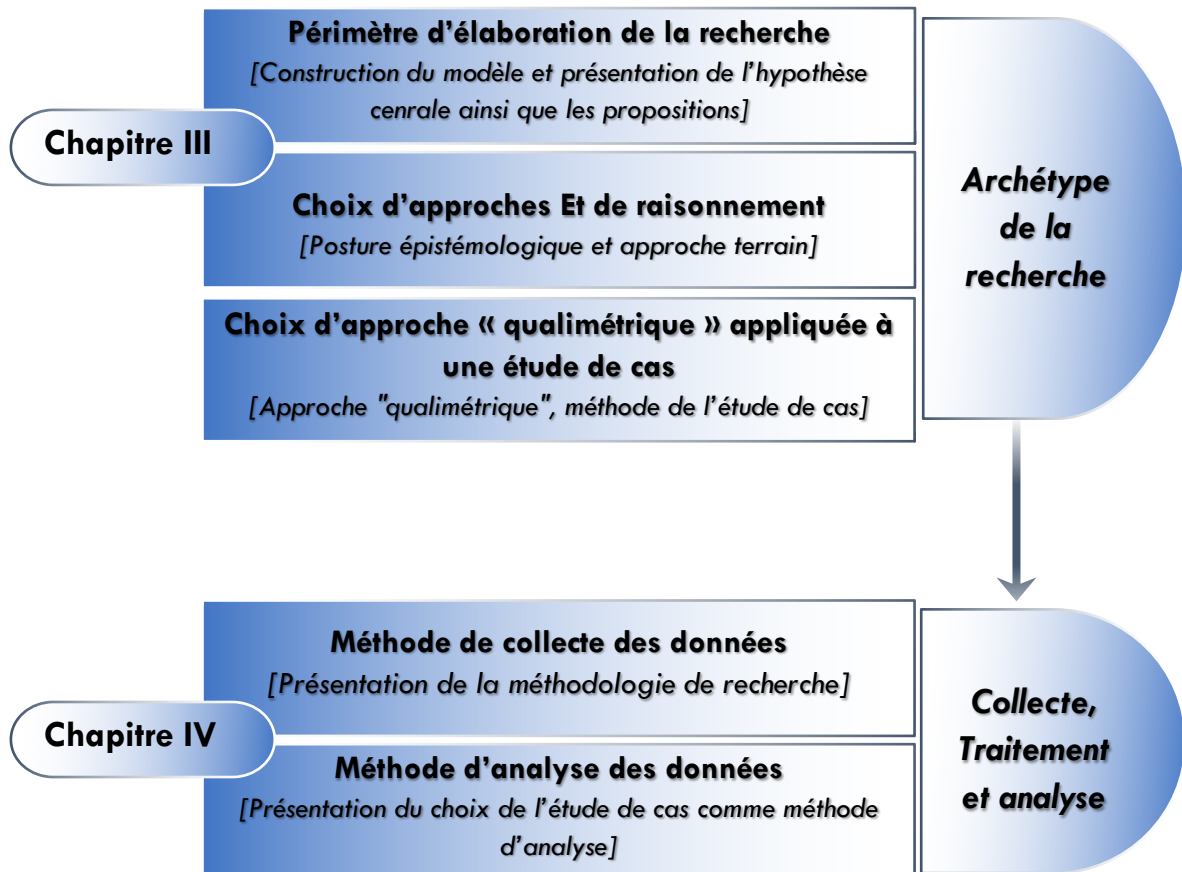 Périmètre d’élaboration de la recherche
[Construction du modèle et présentation de l’hypothèse
cenrale ainsi que les propositions]
Chapitre III
Choix d’approches Et de raisonnement
[Posture épistémologique et approche terrain]
Choix d’approche « qualimétrique » appliquée à
une étude de cas
[Approche "qualimétrique", méthode de l’étude de cas]
Archétype
de la
recherche
Méthode de collecte des données
[Présentation de la méthodologie de recherche]
Chapitre IV
Méthode d’analyse des données
[Présentation du choix de l’étude de cas comme méthode
d’analyse]
Collecte,
Traitement
et analyse